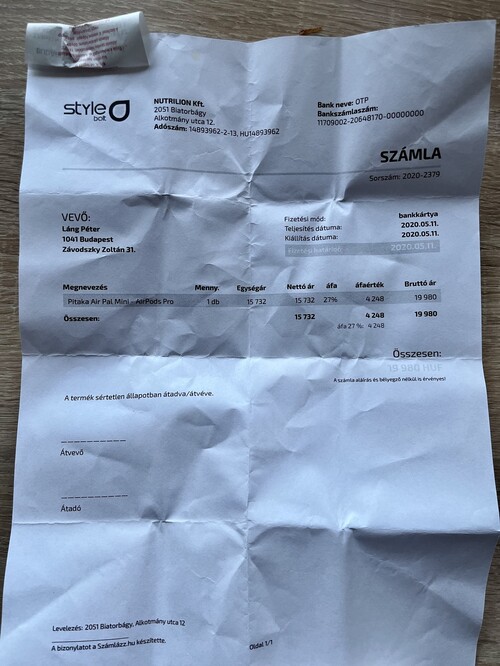 style
bolt
NUTRILION Kft.
2051 Biatorbágy
Alkotmány utca 12.
Adószám: 14893962-2-13, HU14893962
Bank neve: OTP
Bankszámlaszám:
11709002-20648170-00000000
SZÁMLA
Sorszám: 2020-2379
VEVŐ:
Láng Péter
1041 Budapest
Závodszky Zoltán 31.
Fizetési mód: bankkártya
Teljesítés dátuma: 2020.05.11.
Kiállítás dátuma: 2020.05.11.
Fizetési határidő: 2020.05.11.
Megnevezés Menny. Egységár Nettó ár áfa áfaérték Bruttó ár
Pitaka Air Pal Mini - AirPods Pro 1 db 15 732 15 732 27% 4 248 19 980
Összesen: 15 732 4 248 19 980
áfa 27 %: 4 248
Összesen:
A számla aláírás és bélyegző nélkül is érvényes!
A termék sértetlen állapotban átadva/átvéve.
Átvevő
Átadó
Levelezés: 2051 Biatorbágy, Alkotmány utca 12
A bizonylatot a Számlázz.hu készítette.
Oldal 1/1